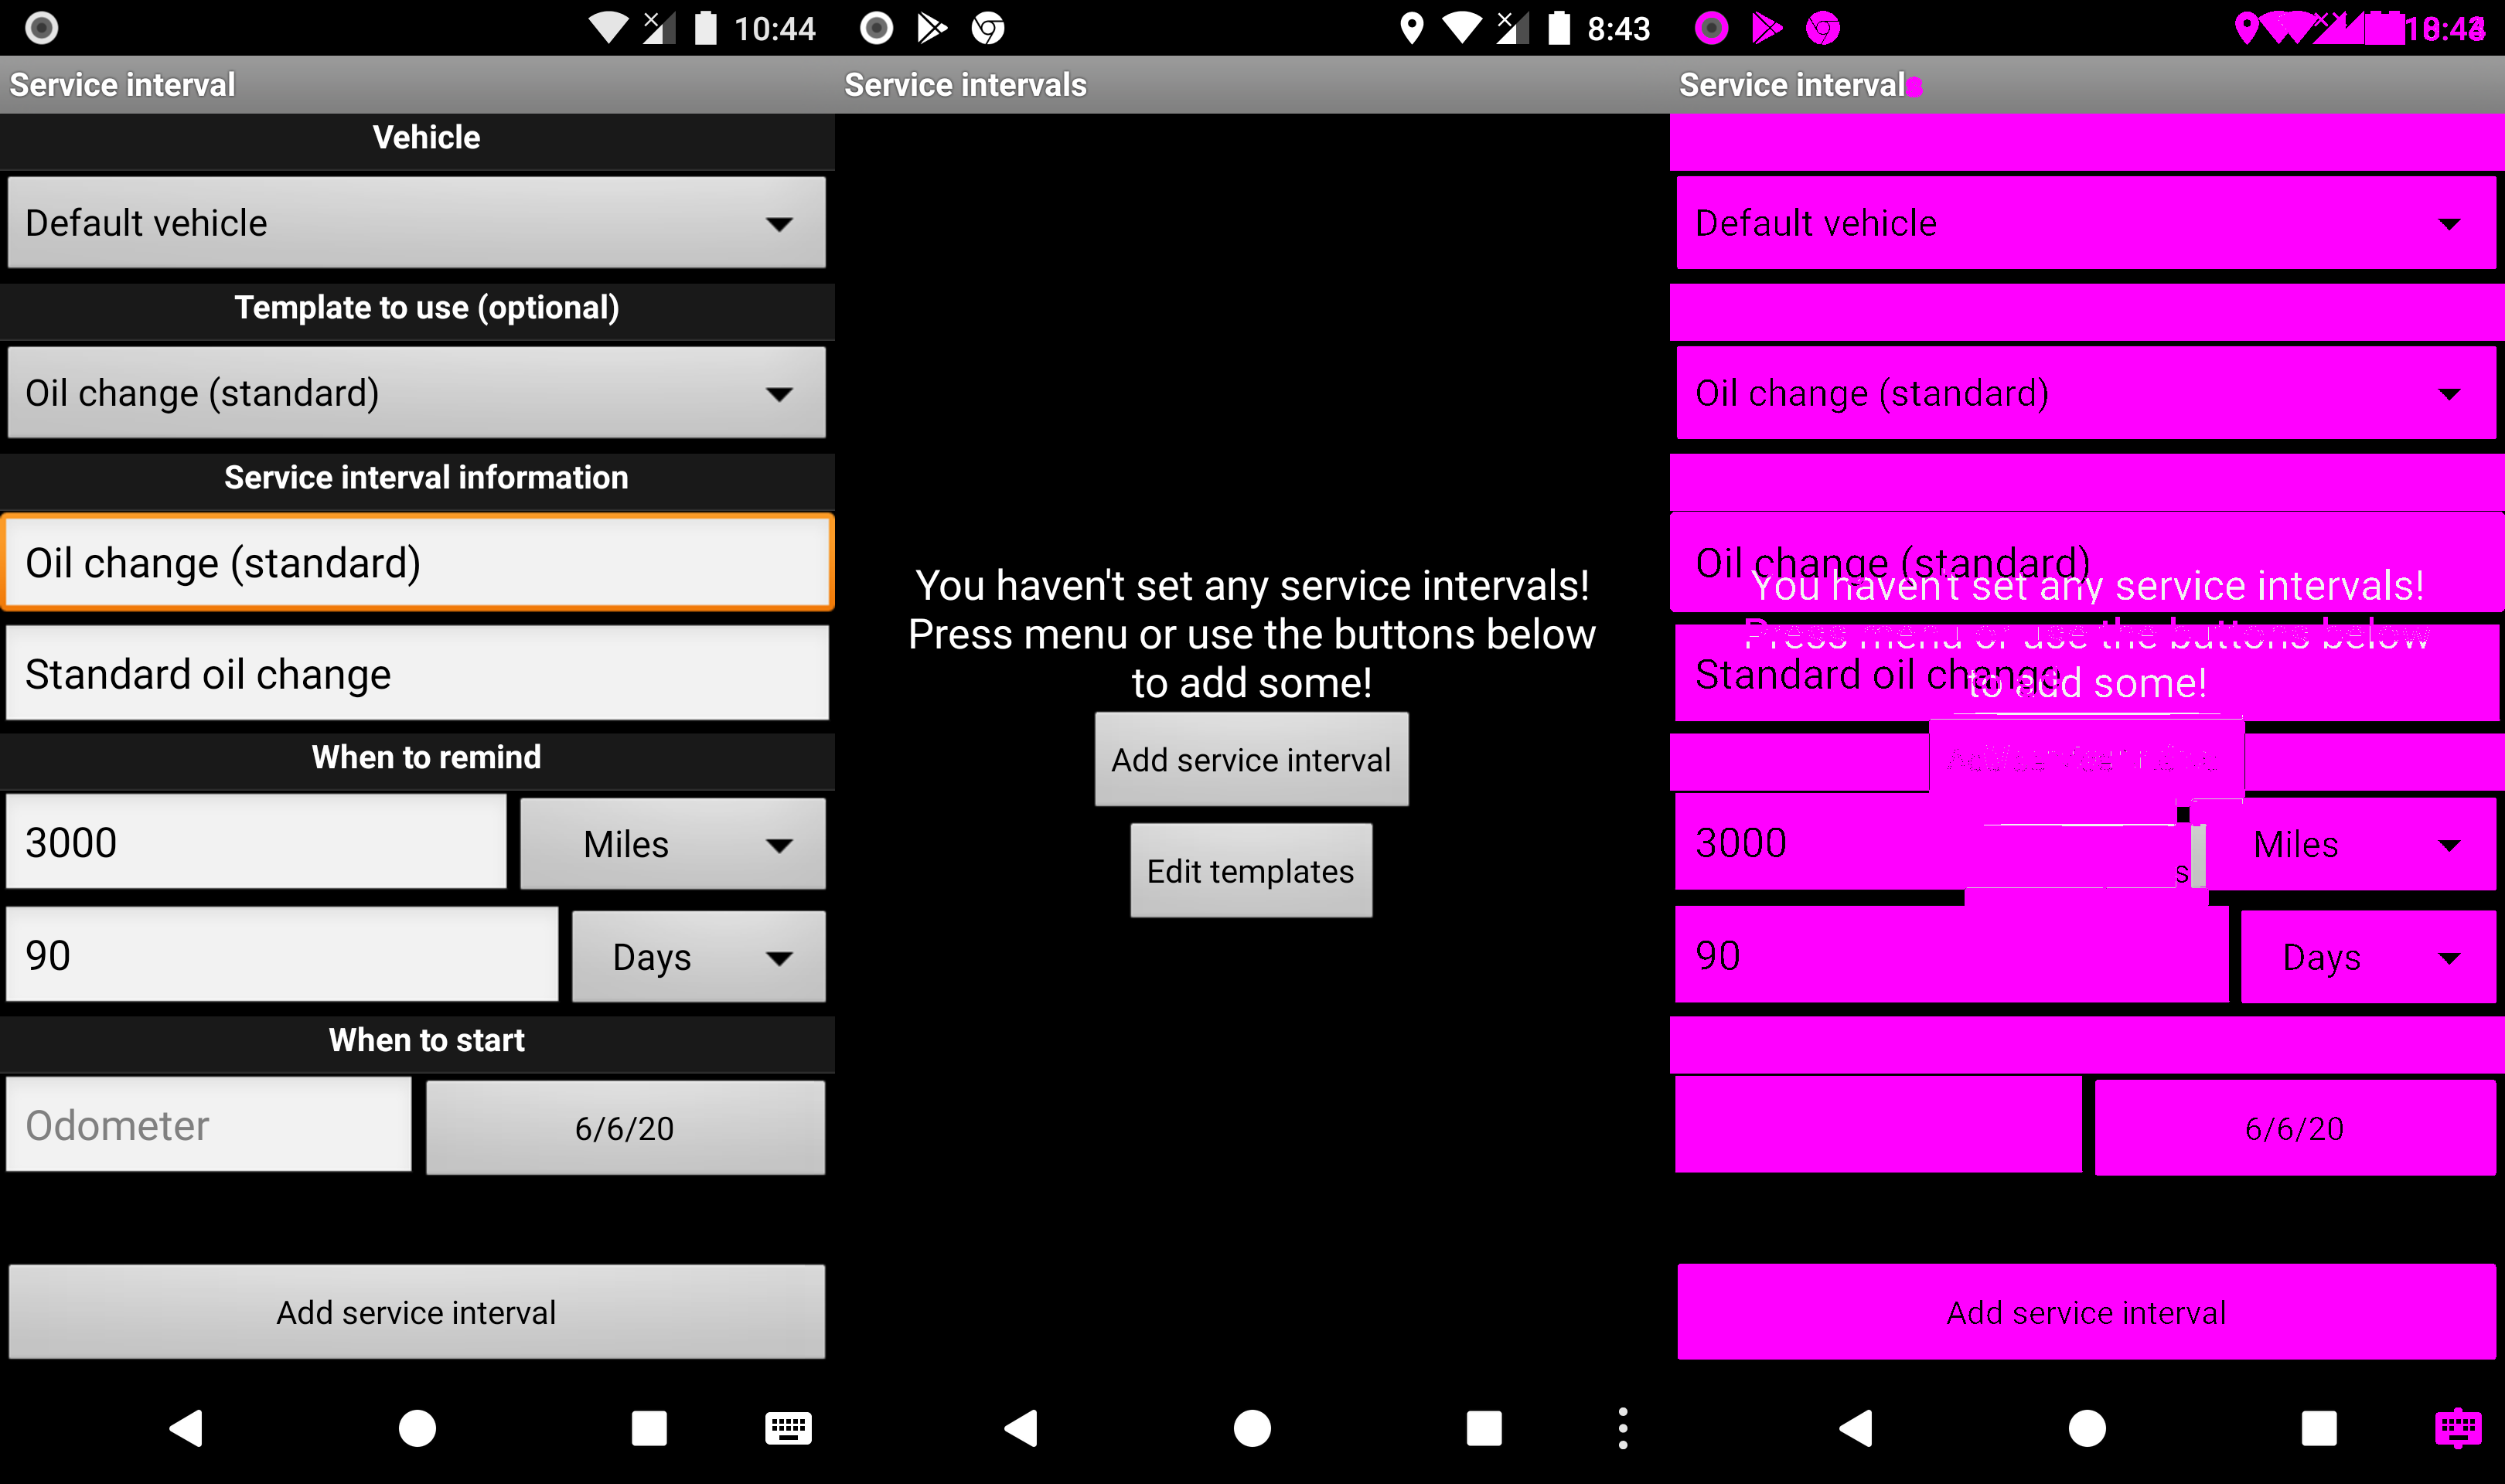 10:44
Service interval
Vehicle
Default vehicle
Template to use (optional)
Oil change (standard)
Service interval information
Oil change (standard)
Standard oil change
When to remind
3000
Miles
90
Days
When to start
Odometer
6/6/20
Add service interval
8:43
Service intervals
You haven't set any service intervals!
Press menu or use the buttons below
to add some!
Add service interval
Edit templates
Service intervals
Default vehicle
Oil change (standard)
Oil change (standard)
You haven't set any service intervals!
Press menu or use the buttons below
Standard oil change
to add some!
3000
Miles
90
Days
6/6/20
Add service interval